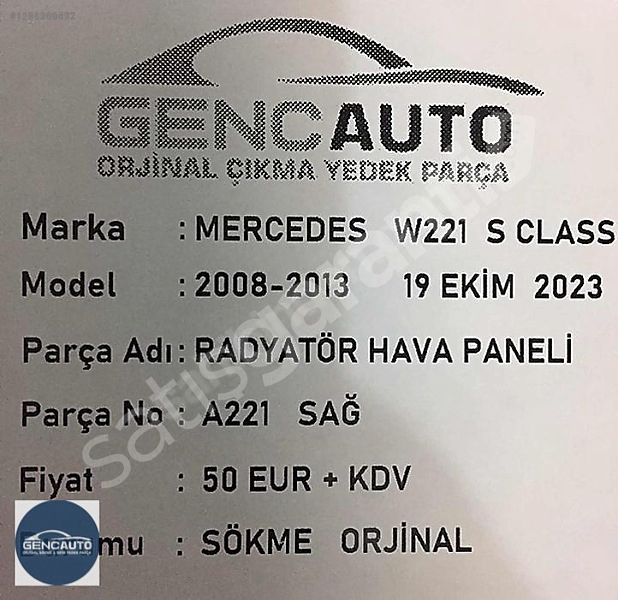 GENCAUTO
ORJİNAL ÇIKMA YEDEK PARÇA
Marka : MERCEDES W221 S CLASS
Model : 2008-2013 19 EKİM 2023
Parça Adı : RADYATÖR HAVA PANELİ
Parça No : A221 SAĞ
Fiyat : 50 EUR + KDV
mu : SÖKME ORJİNAL
GENCAUTO